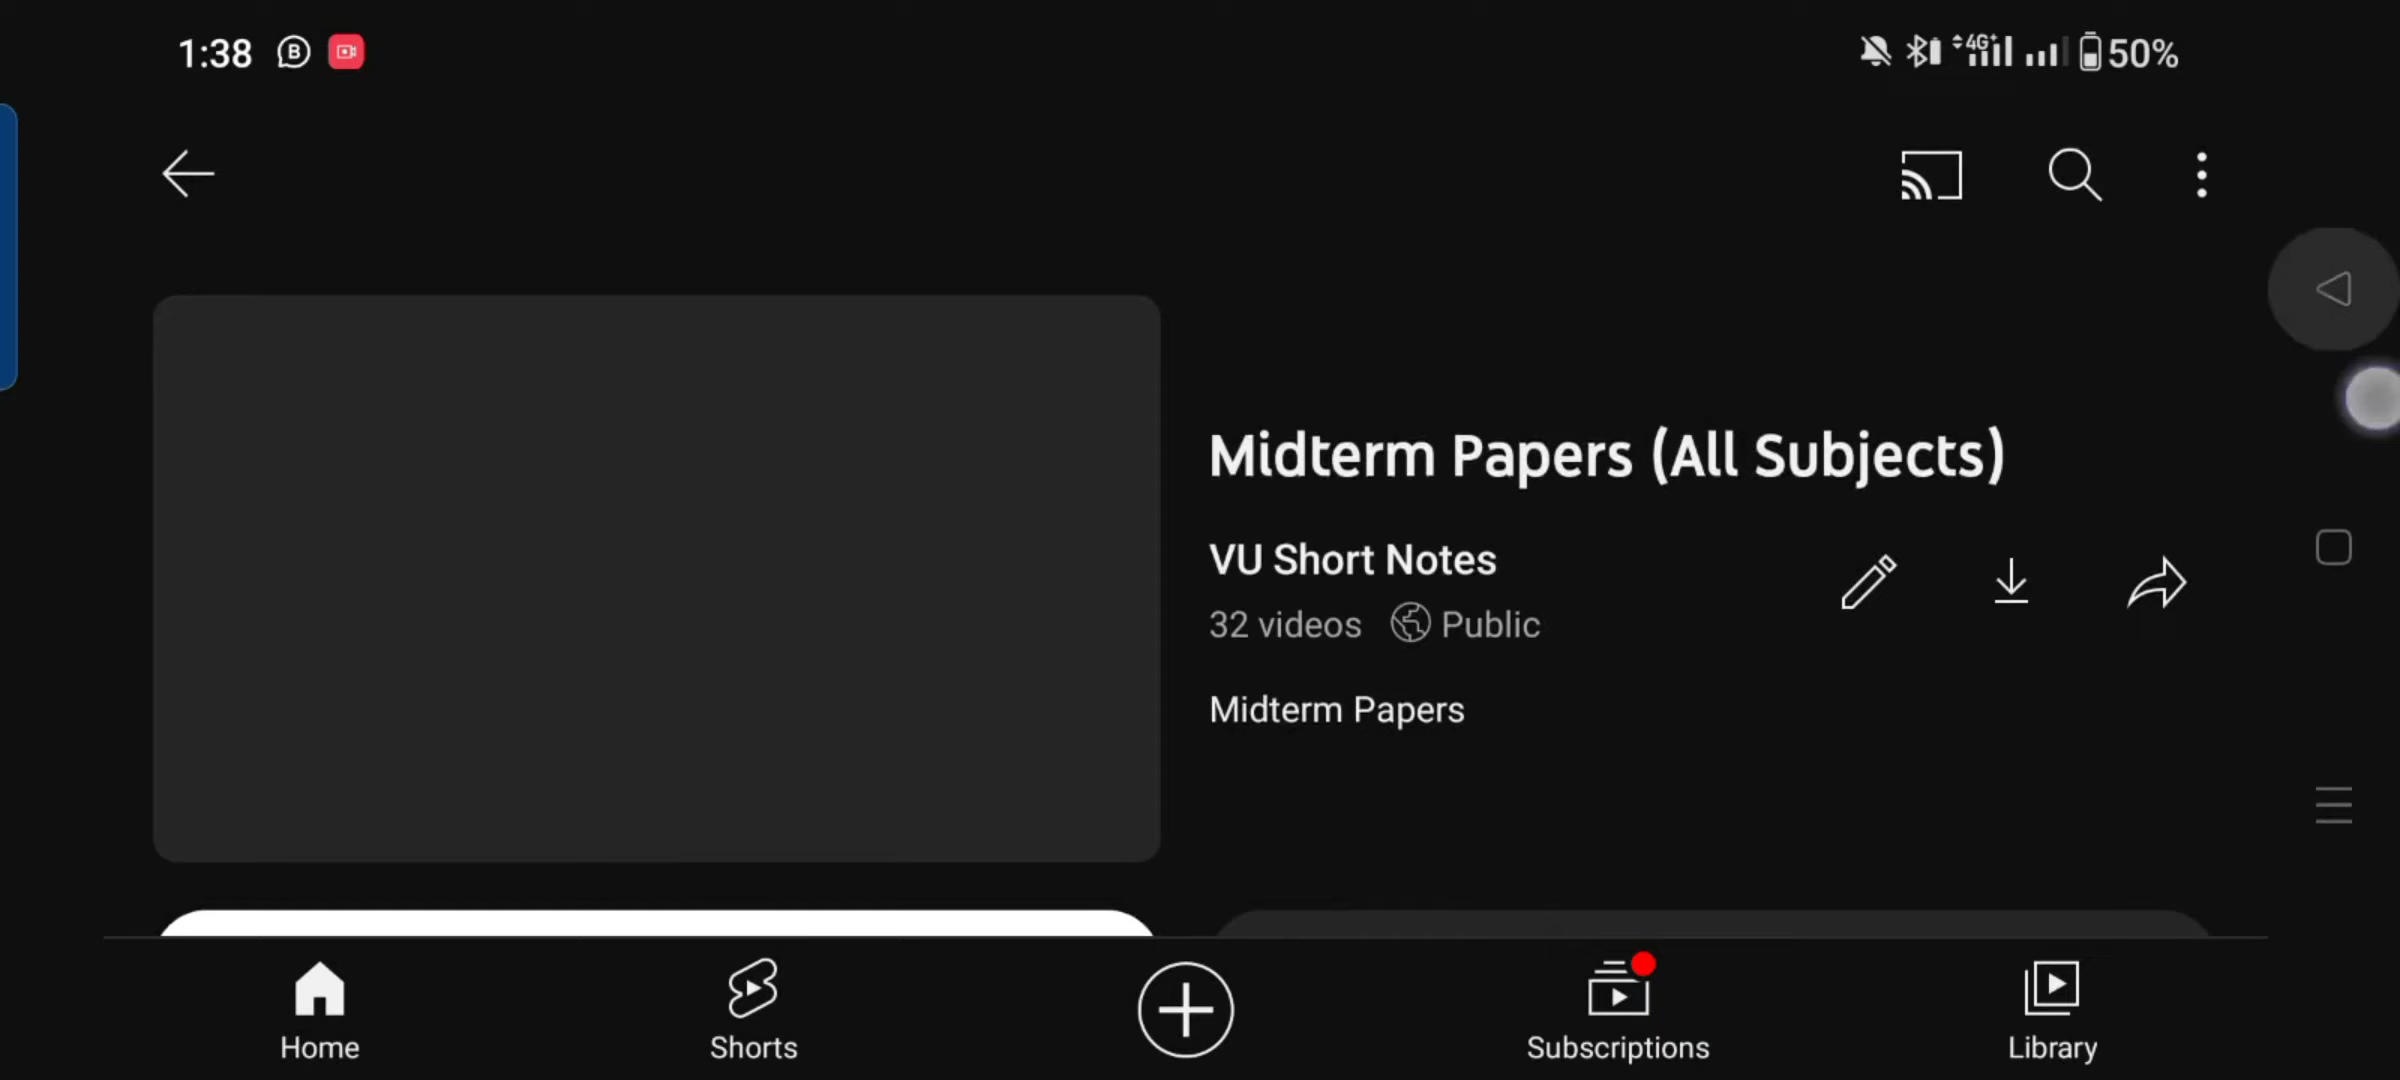 1:38
4G+
50%
Midterm Papers (All Subjects)
VU Short Notes
32 videos
Public
Midterm Papers
Home
Shorts
Subscriptions
Library